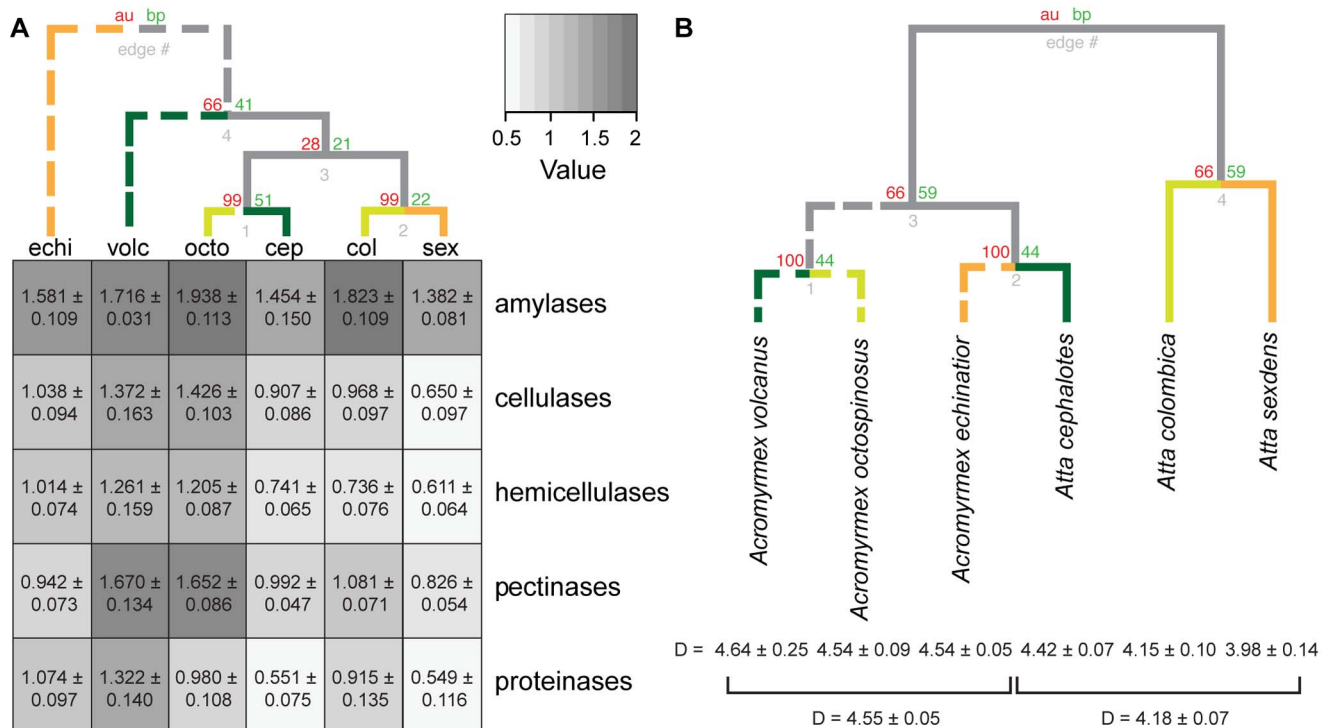 A
au bp
edge #
66 41
4
28 21
3
99 51
1
99 22
2
echi volc octo cep col sex
0.5 1 1.5 2
Value
1.581 ± 1.716 ± 1.938 ± 1.454 ± 1.823 ± 1.382 ±
0.109 0.031 0.113 0.150 0.109 0.081
amylases
1.038 ± 1.372 ± 1.426 ± 0.907 ± 0.968 ± 0.650 ±
0.094 0.163 0.103 0.086 0.097 0.097
cellulases
1.014 ± 1.261 ± 1.205 ± 0.741 ± 0.736 ± 0.611 ±
0.074 0.159 0.087 0.065 0.076 0.064
hemicellulases
0.942 ± 1.670 ± 1.652 ± 0.992 ± 1.081 ± 0.826 ±
0.073 0.134 0.086 0.047 0.071 0.054
pectinases
1.074 ± 1.322 ± 0.980 ± 0.551 ± 0.915 ± 0.549 ±
0.097 0.140 0.108 0.075 0.135 0.116
proteinases
B
au bp
edge #
66 59
4
66 59
3
100 44
1
100 44
2
Acromyrmex volcanus
Acromyrmex octospinosus
Acromyrmex echinatior
Atta cephalotes
Atta colombica
Atta sexdens
D = 4.64 ± 0.25 4.54 ± 0.09 4.54 ± 0.05 4.42 ± 0.07 4.15 ± 0.10 3.98 ± 0.14
D = 4.55 ± 0.05 D = 4.18 ± 0.07